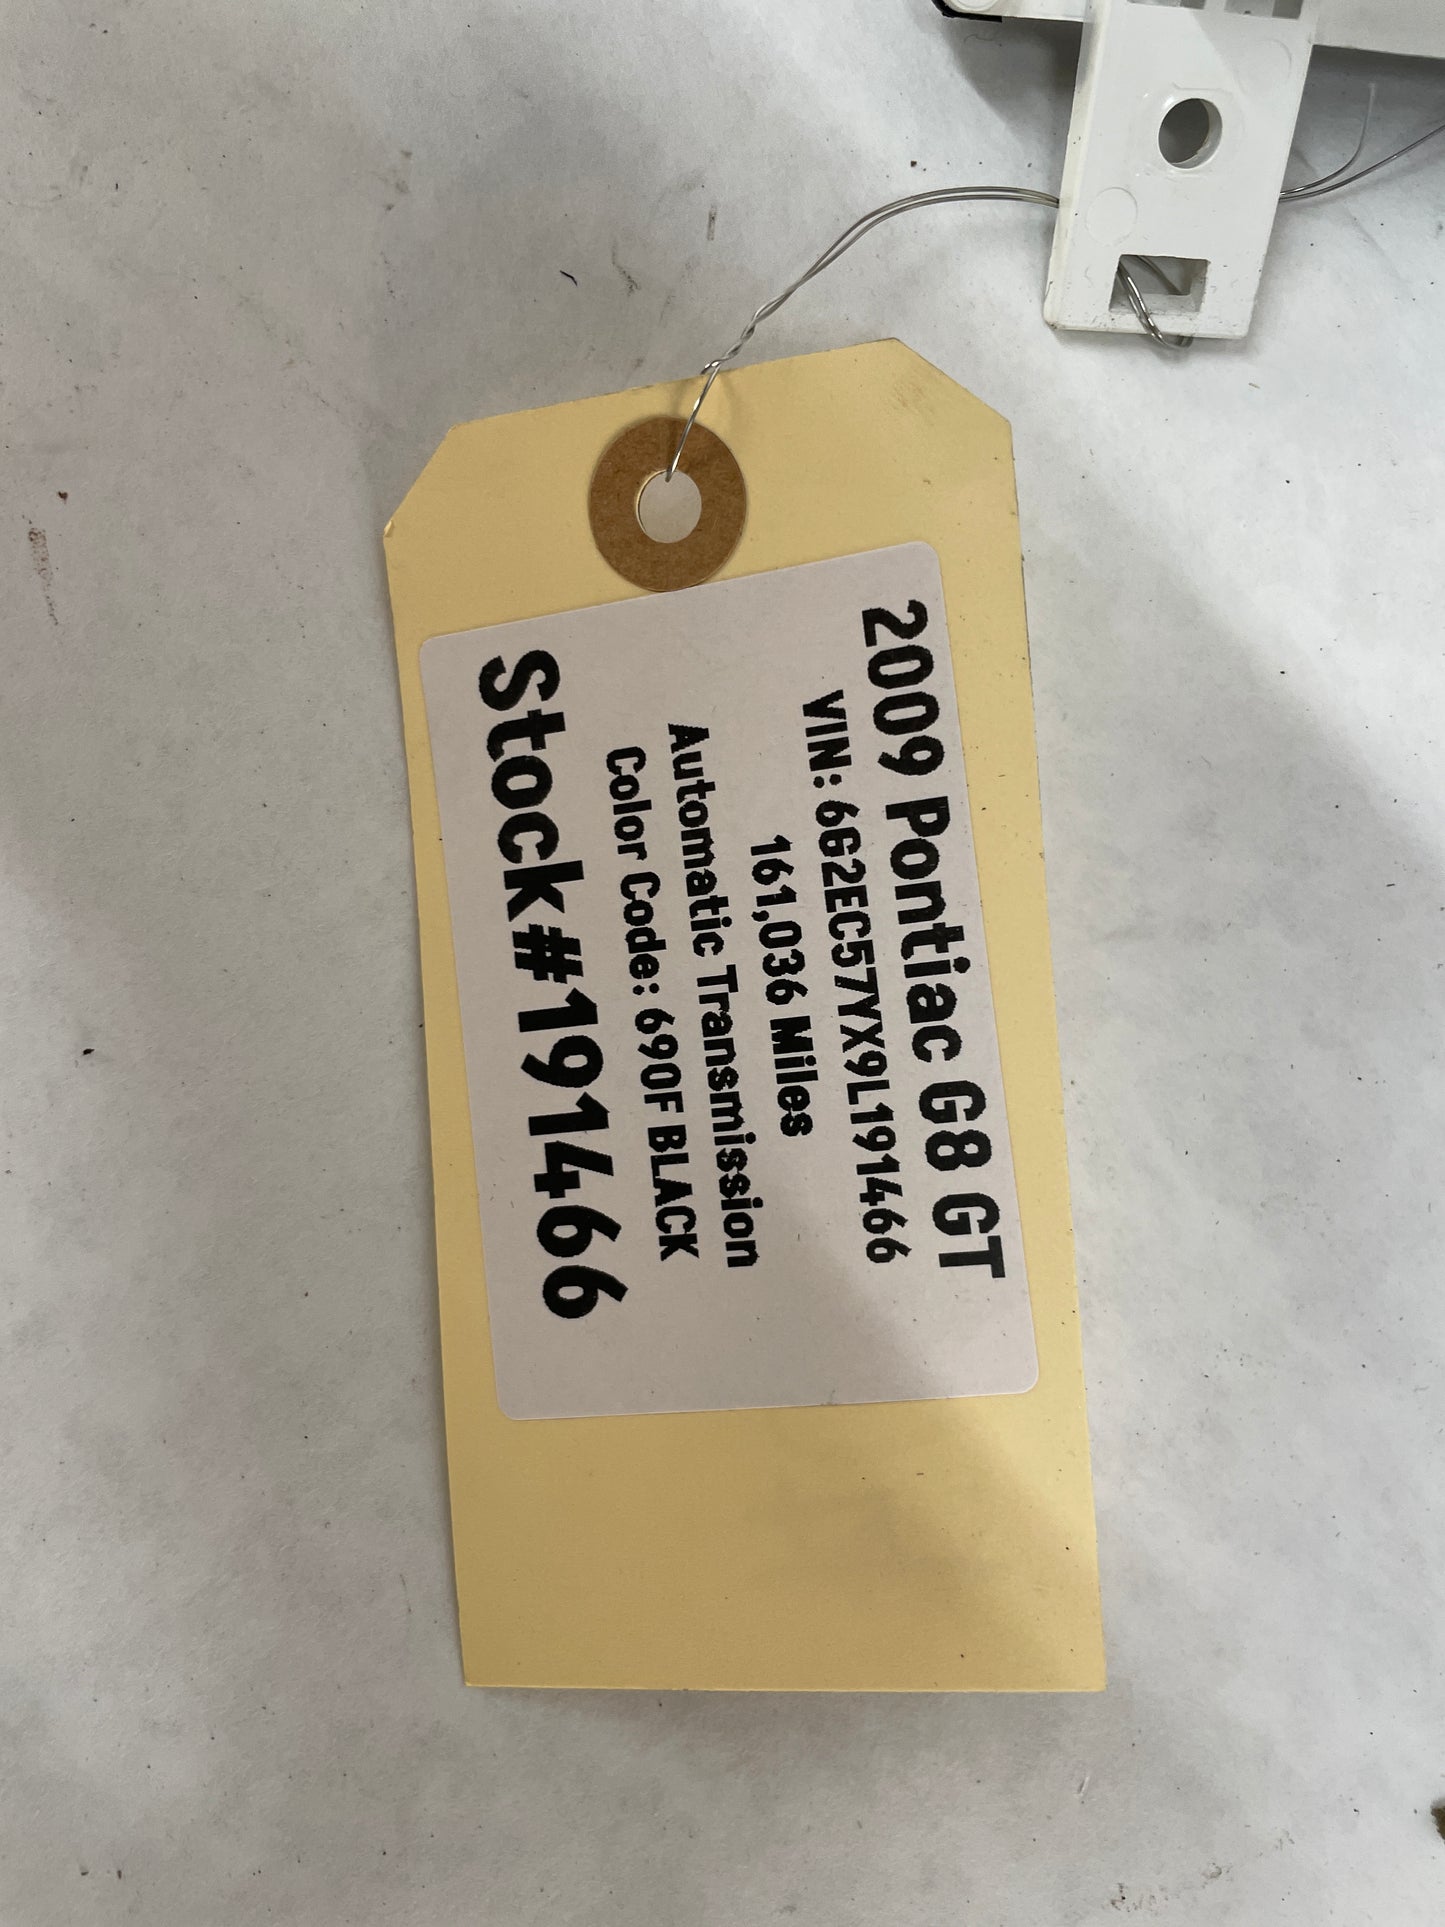 2009 Pontiac G8 GT
VIN: 6G2EC57YX9L191466
161,036 Miles
Automatic Transmission
Color Code: 690F BLACK
Stock#191466